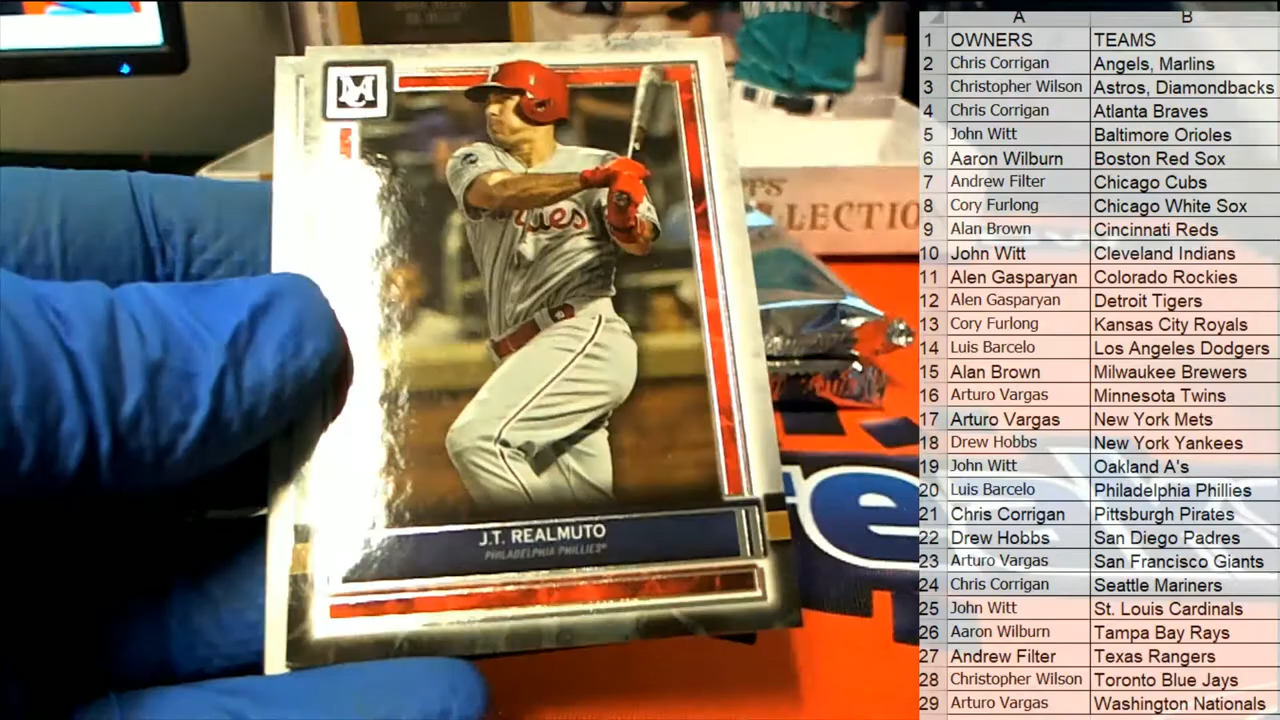 MC
J.T. REALMUTO
PHILADELPHIA PHILLIES
LECTIO
A B
1 OWNERS TEAMS
2 Chris Corrigan Angels, Marlins
3 Christopher Wilson Astros, Diamondbacks
4 Chris Corrigan Atlanta Braves
5 John Witt Baltimore Orioles
6 Aaron Wilburn Boston Red Sox
7 Andrew Filter Chicago Cubs
8 Cory Furlong Chicago White Sox
9 Alan Brown Cincinnati Reds
10 John Witt Cleveland Indians
11 Alen Gasparyan Colorado Rockies
12 Alen Gasparyan Detroit Tigers
13 Cory Furlong Kansas City Royals
14 Luis Barcelo Los Angeles Dodgers
15 Alan Brown Milwaukee Brewers
16 Arturo Vargas Minnesota Twins
17 Arturo Vargas New York Mets
18 Drew Hobbs New York Yankees
19 John Witt Oakland A's
20 Luis Barcelo Philadelphia Phillies
21 Chris Corrigan Pittsburgh Pirates
22 Drew Hobbs San Diego Padres
23 Arturo Vargas San Francisco Giants
24 Chris Corrigan Seattle Mariners
25 John Witt St. Louis Cardinals
26 Aaron Wilburn Tampa Bay Rays
27 Andrew Filter Texas Rangers
28 Christopher Wilson Toronto Blue Jays
29 Arturo Vargas Washington Nationals